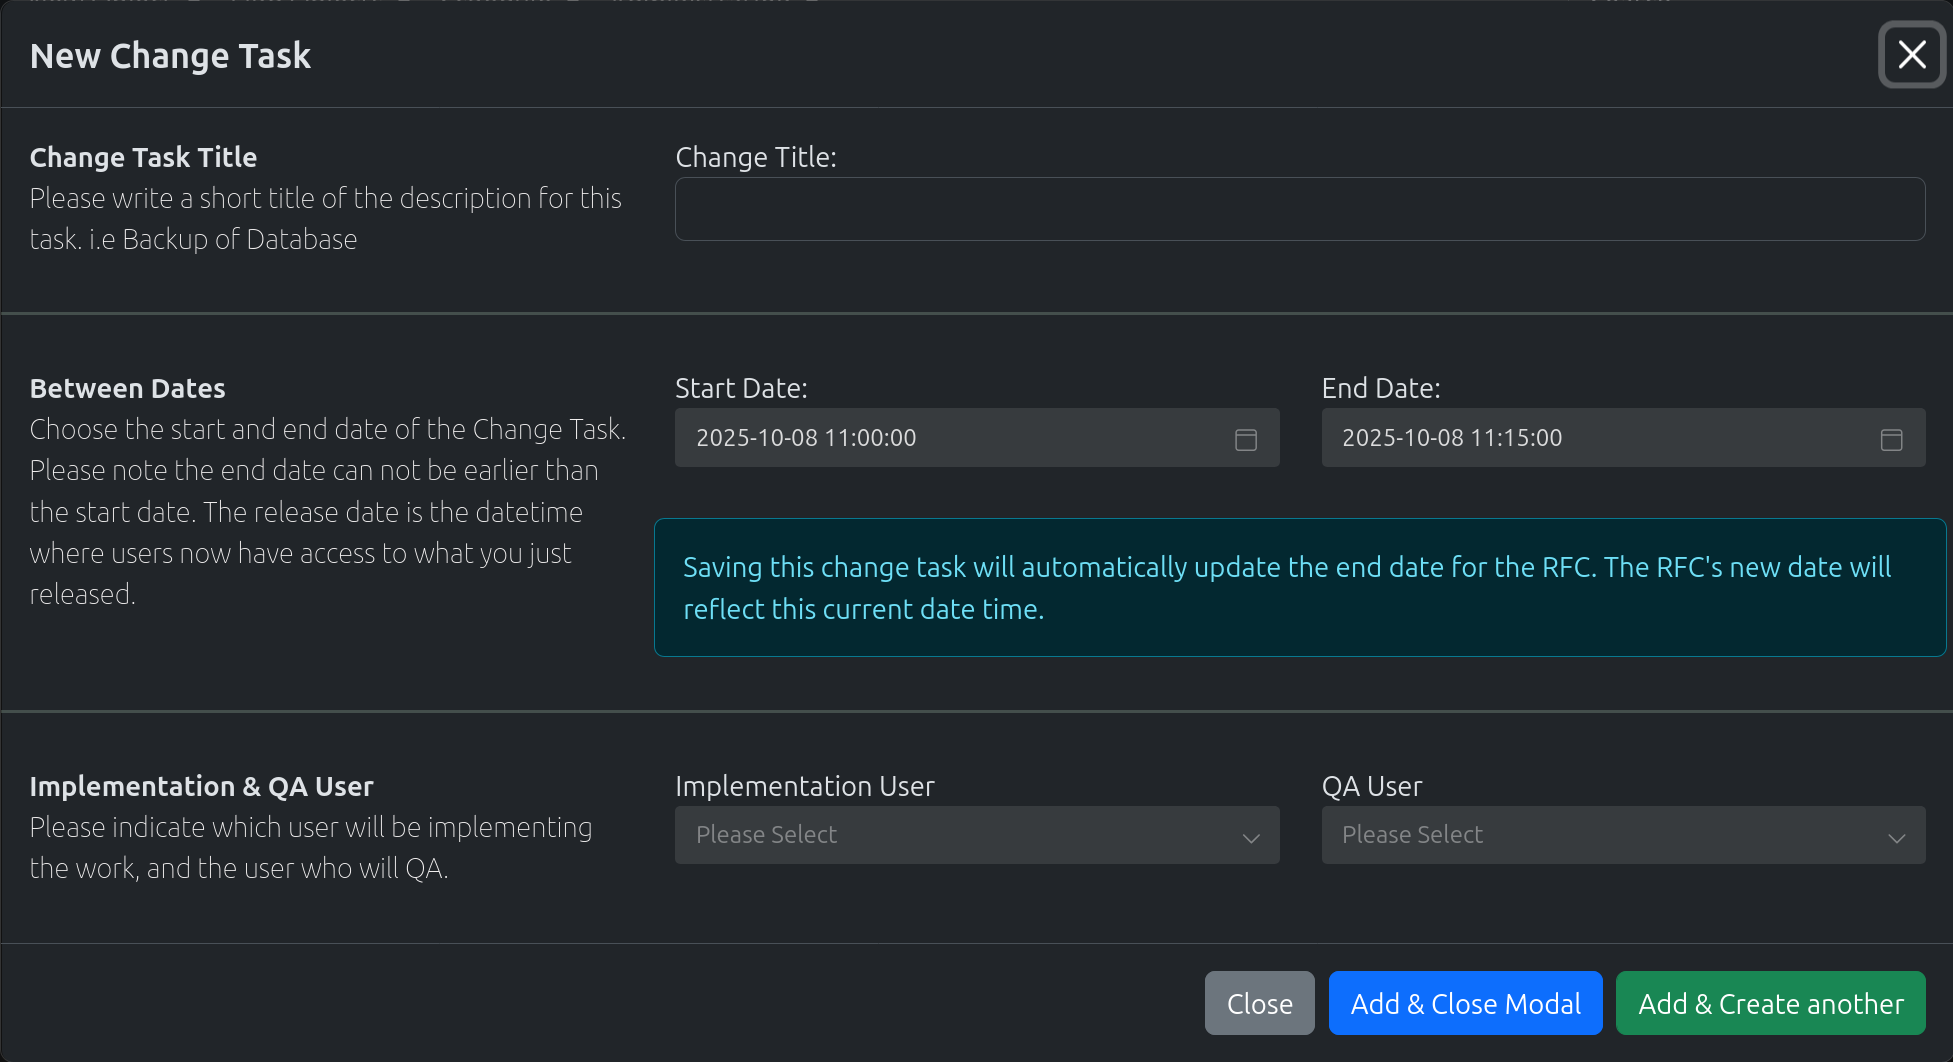 New Change Task
Change Task Title
Please write a short title of the description for this
task. i.e Backup of Database
Change Title:
Between Dates
Choose the start and end date of the Change Task.
Please note the end date can not be earlier than
the start date. The release date is the datetime
where users now have access to what you just
released.
Start Date:
2025-10-08 11:00:00
End Date:
2025-10-08 11:15:00
Saving this change task will automatically update the end date for the RFC. The RFC's new date will
reflect this current date time.
Implementation & QA User
Please indicate which user will be implementing
the work, and the user who will QA.
Implementation User
Please Select
QA User
Please Select
Close
Add & Close Modal
Add & Create another